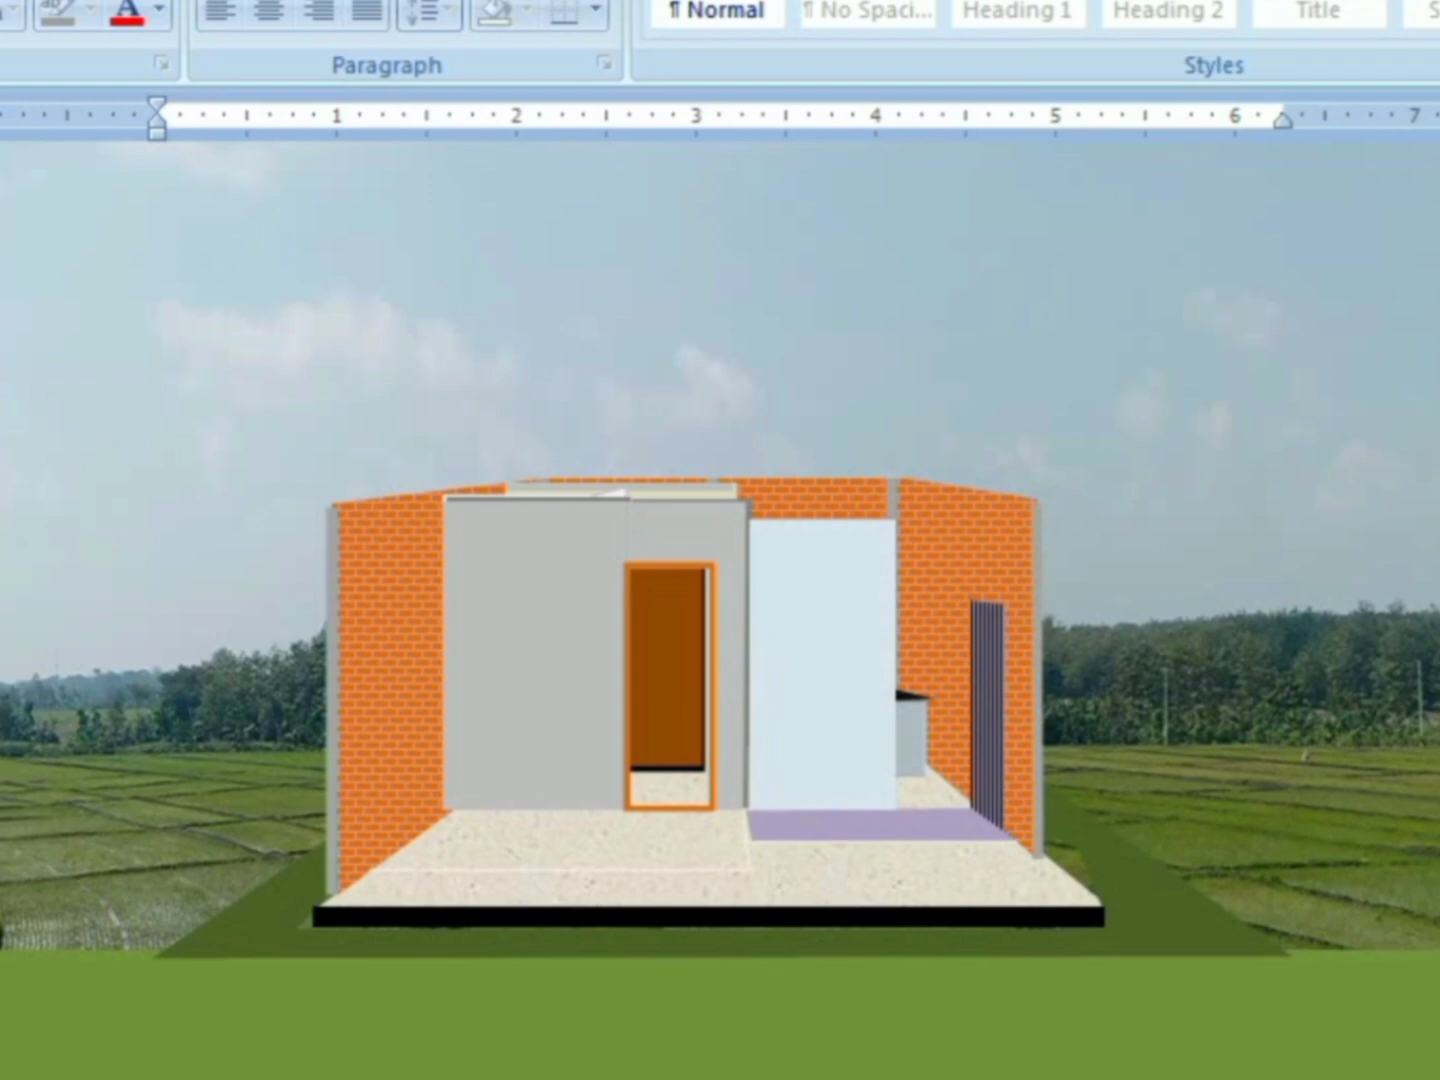 A ¶ Normal ¶ No Spaci... Heading 1 Heading 2 Title
Paragraph Styles
1 2 3 4 5 6 7